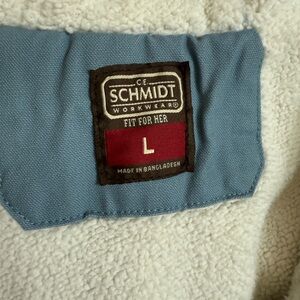 C.E.
SCHMIDT
WORKWEAR®
FIT FOR HER
L
MADE IN BANGLADESH